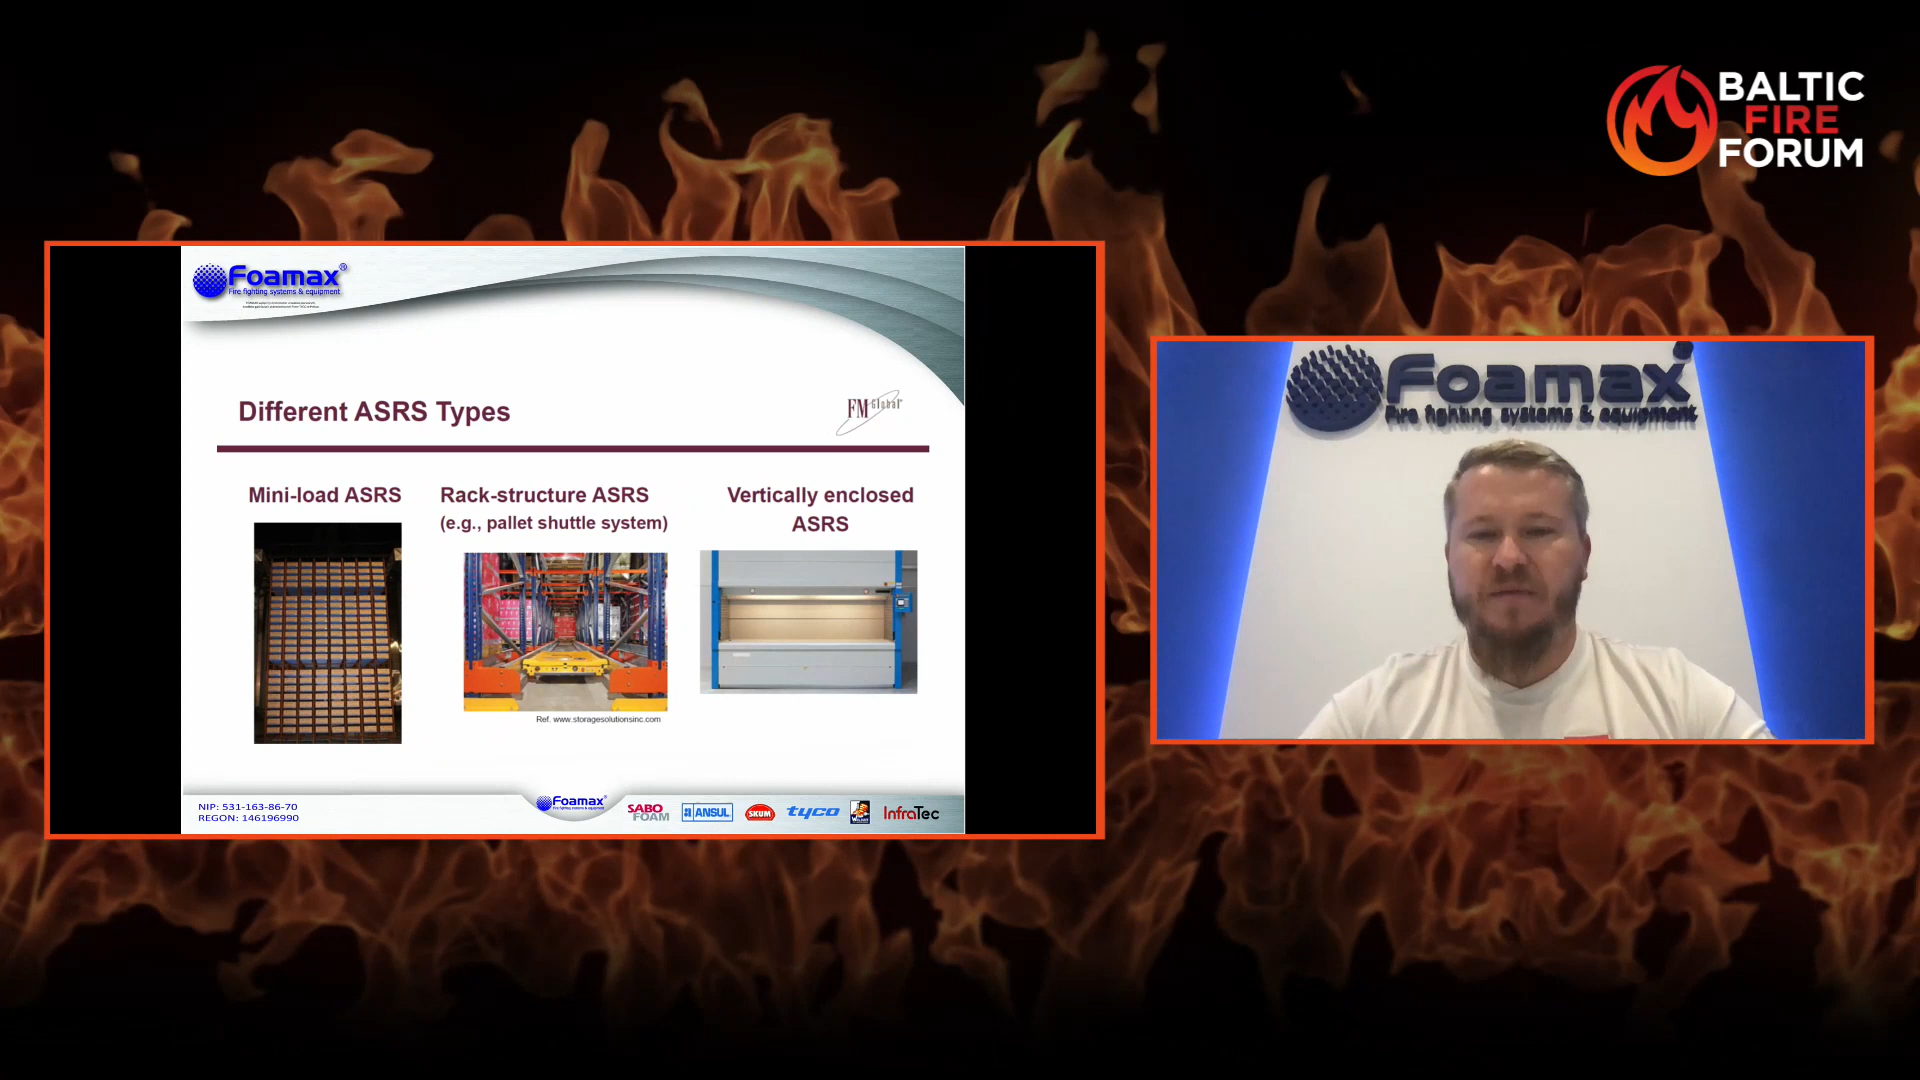 BALTIC
FIRE
FORUM
Foamax®
Fire fighting systems & equipment
Different ASRS Types
FM Global
Mini-load ASRS
Rack-structure ASRS
(e.g., pallet shuttle system)
Vertically enclosed
ASRS
Ref. www.storagesolutionsinc.com
NIP: 531-163-86-70
REGON: 146196990
Foamax
SABO
FOAM
ANSUL
SKUM
tyco
InfraTec
Foamax
Fire fighting systems & equipment